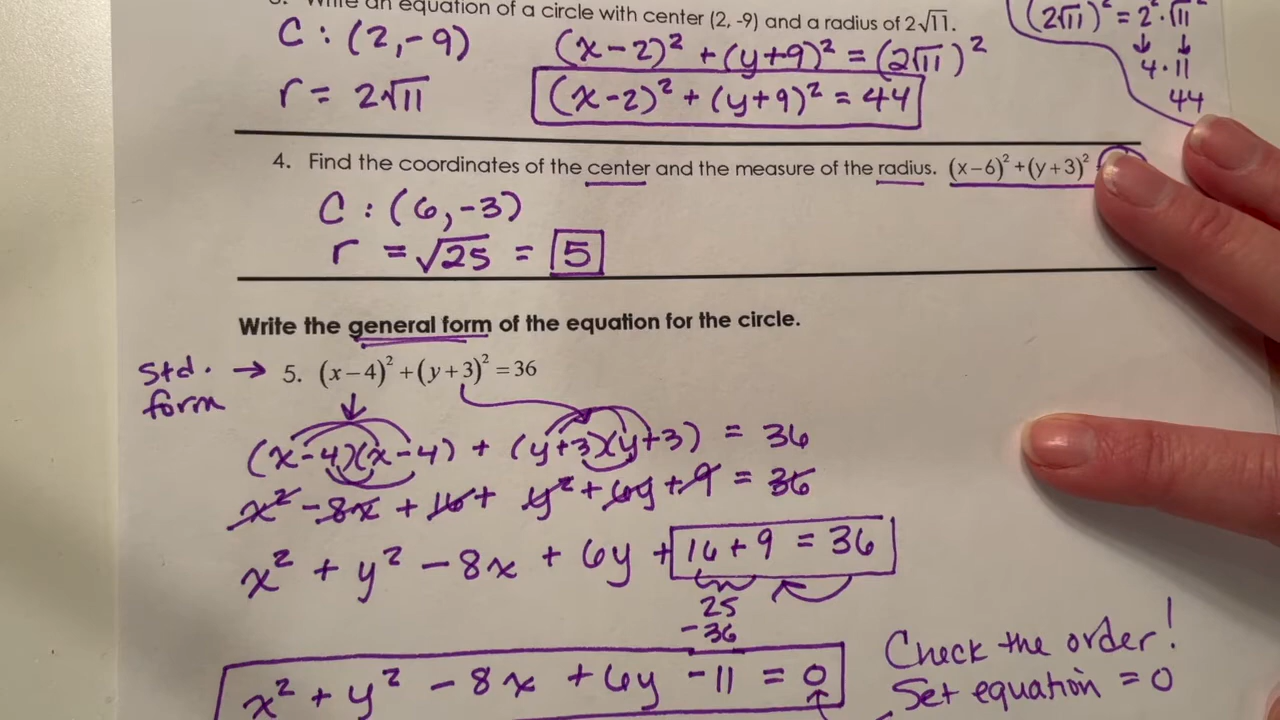 3. Write an equation of a circle with center (2, -9) and a radius of 2√11.
(2√11)² = 2² · √11²
C : (2, -9)
(x-2)² + (y+9)² = (2√11)²
4 · 11
r = 2√11
(x-2)² + (y+9)² = 44
44
4. Find the coordinates of the center and the measure of the radius. (x-6)² + (y+3)²
C : (6, -3)
r = √25 = 5
Write the general form of the equation for the circle.
Std. → 5. (x-4)² + (y+3)² = 36
form
(x-4)(x-4) + (y+3)(y+3) = 36
x² - 8x + 16 + y² + 6y + 9 = 36
x² + y² - 8x + 6y + 16 + 9 = 36
25
-36
Check the order!
x² + y² - 8x + 6y - 11 = 0
Set equation = 0